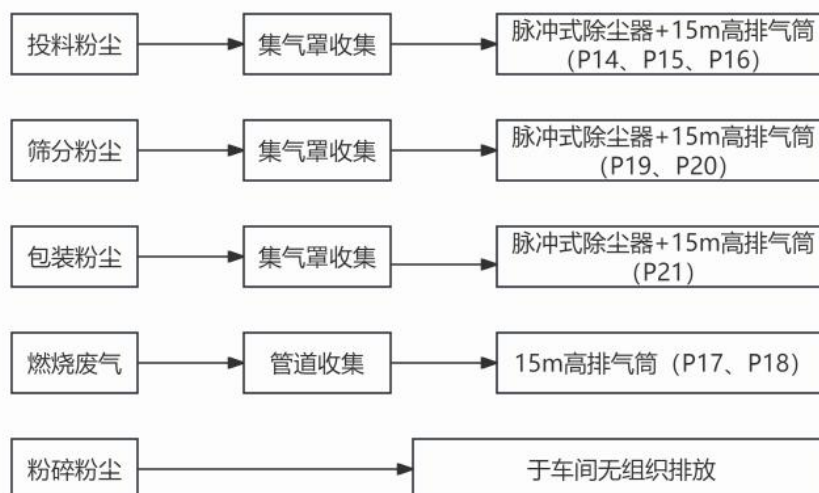 投料粉尘
集气罩收集
脉冲式除尘器+15m高排气筒
(P14、P15、P16)
筛分粉尘
集气罩收集
脉冲式除尘器+15m高排气筒
(P19、P20)
包装粉尘
集气罩收集
脉冲式除尘器+15m高排气筒
(P21)
燃烧废气
管道收集
15m高排气筒（P17、P18）
粉碎粉尘
于车间无组织排放